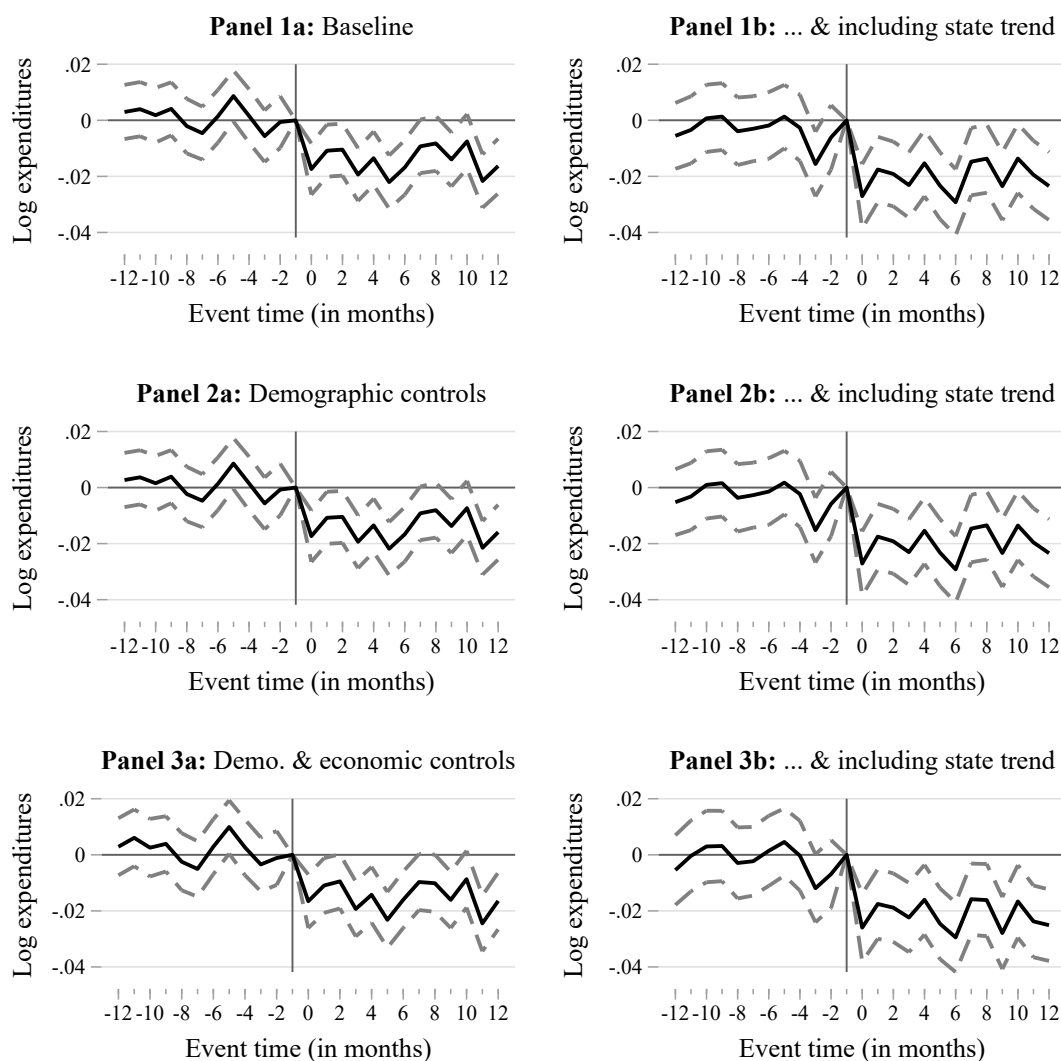 Panel 1a: Baseline
Log expenditures
.02
0
-.02
-.04
-12 -10 -8 -6 -4 -2 0 2 4 6 8 10 12
Event time (in months)
Panel 1b: ... & including state trend
Log expenditures
.02
0
-.02
-.04
-12 -10 -8 -6 -4 -2 0 2 4 6 8 10 12
Event time (in months)
Panel 2a: Demographic controls
Log expenditures
.02
0
-.02
-.04
-12 -10 -8 -6 -4 -2 0 2 4 6 8 10 12
Event time (in months)
Panel 2b: ... & including state trend
Log expenditures
.02
0
-.02
-.04
-12 -10 -8 -6 -4 -2 0 2 4 6 8 10 12
Event time (in months)
Panel 3a: Demo. & economic controls
Log expenditures
.02
0
-.02
-.04
-12 -10 -8 -6 -4 -2 0 2 4 6 8 10 12
Event time (in months)
Panel 3b: ... & including state trend
Log expenditures
.02
0
-.02
-.04
-12 -10 -8 -6 -4 -2 0 2 4 6 8 10 12
Event time (in months)